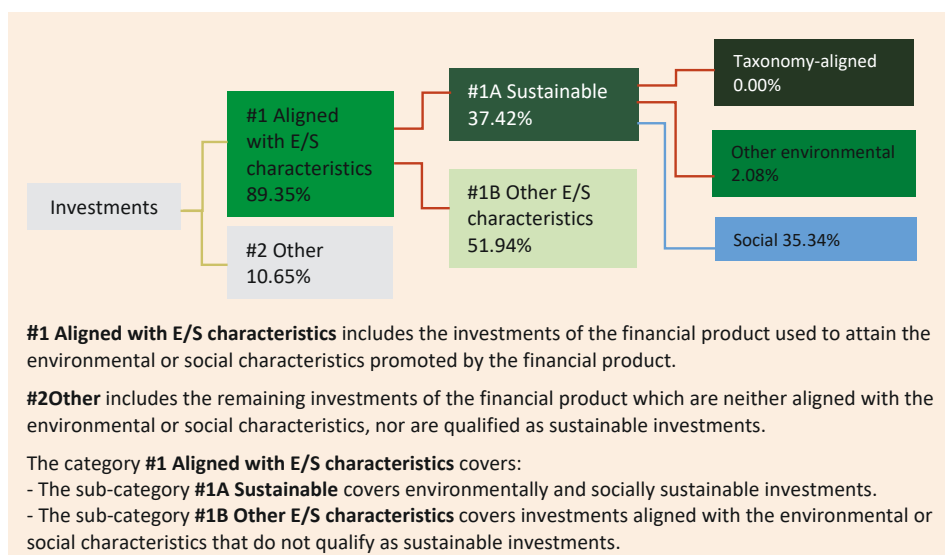 Investments
#1 Aligned
with E/S
characteristics
89.35%
#2 Other
10.65%
#1A Sustainable
37.42%
#1B Other E/S
characteristics
51.94%
Taxonomy-aligned
0.00%
Other environmental
2.08%
Social 35.34%
#1 Aligned with E/S characteristics includes the investments of the financial product used to attain the
environmental or social characteristics promoted by the financial product.
#2Other includes the remaining investments of the financial product which are neither aligned with the
environmental or social characteristics, nor are qualified as sustainable investments.
The category #1 Aligned with E/S characteristics covers:
- The sub-category #1A Sustainable covers environmentally and socially sustainable investments.
- The sub-category #1B Other E/S characteristics covers investments aligned with the environmental or
social characteristics that do not qualify as sustainable investments.